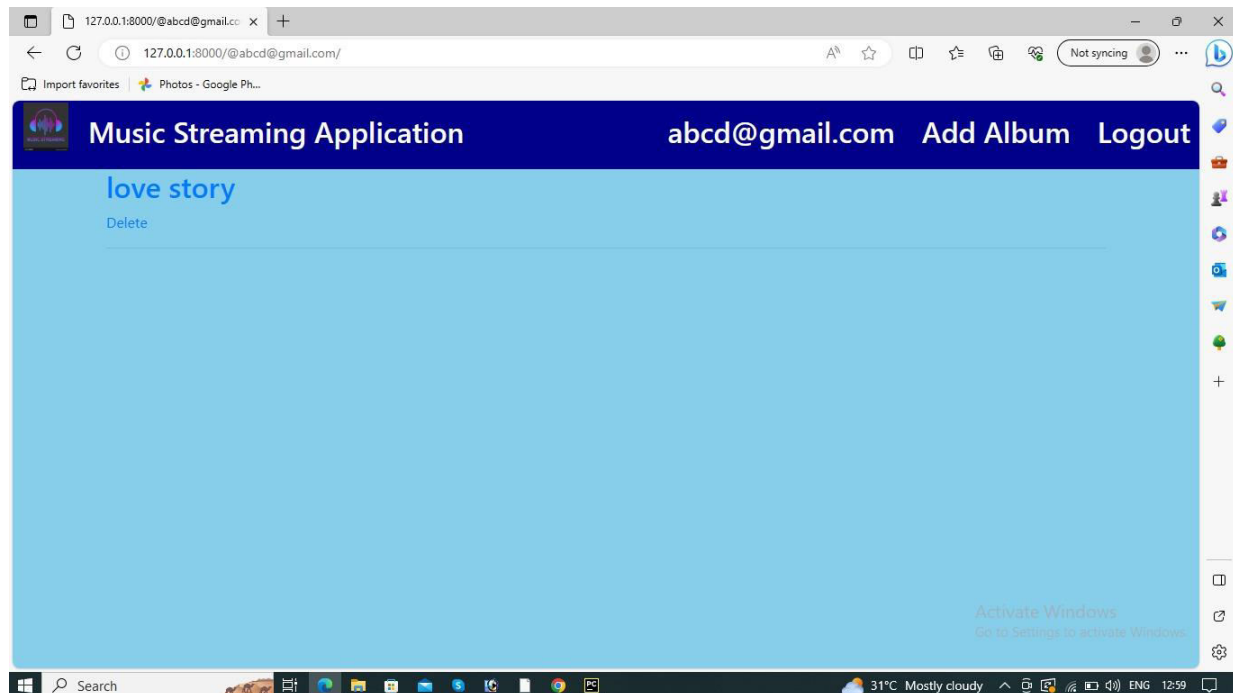 127.0.0.1:8000/@abcd@gmail.co
127.0.0.1:8000/@abcd@gmail.com/
Not syncing
Import favorites
Photos - Google Ph...
Music Streaming Application
abcd@gmail.com Add Album Logout
love story
Delete
Activate Windows
Go to Settings to activate Windows.
Search
31°C Mostly cloudy
ENG
12:59